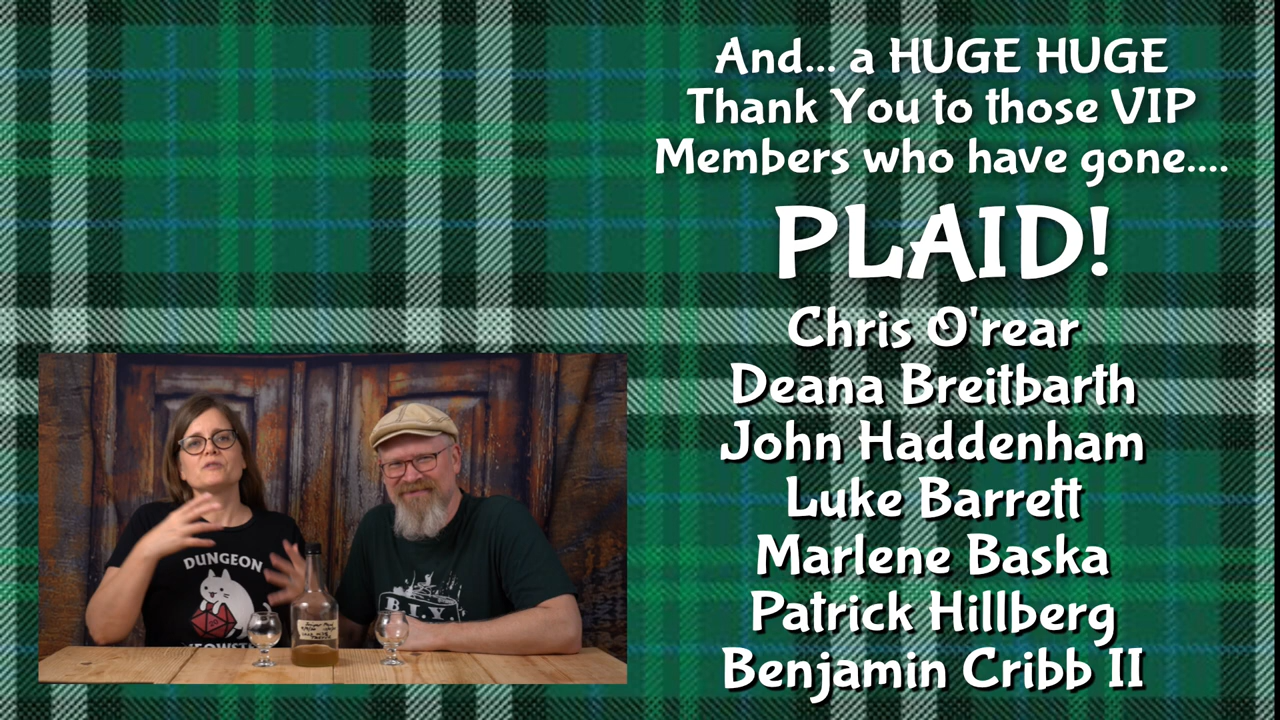 And... a HUGE HUGE
Thank You to those VIP
Members who have gone....
PLAID!
Chris O'rear
Deana Breitbarth
John Haddenham
Luke Barrett
Marlene Baska
Patrick Hillberg
Benjamin Cribb II
DUNGEON
B.I.Y.